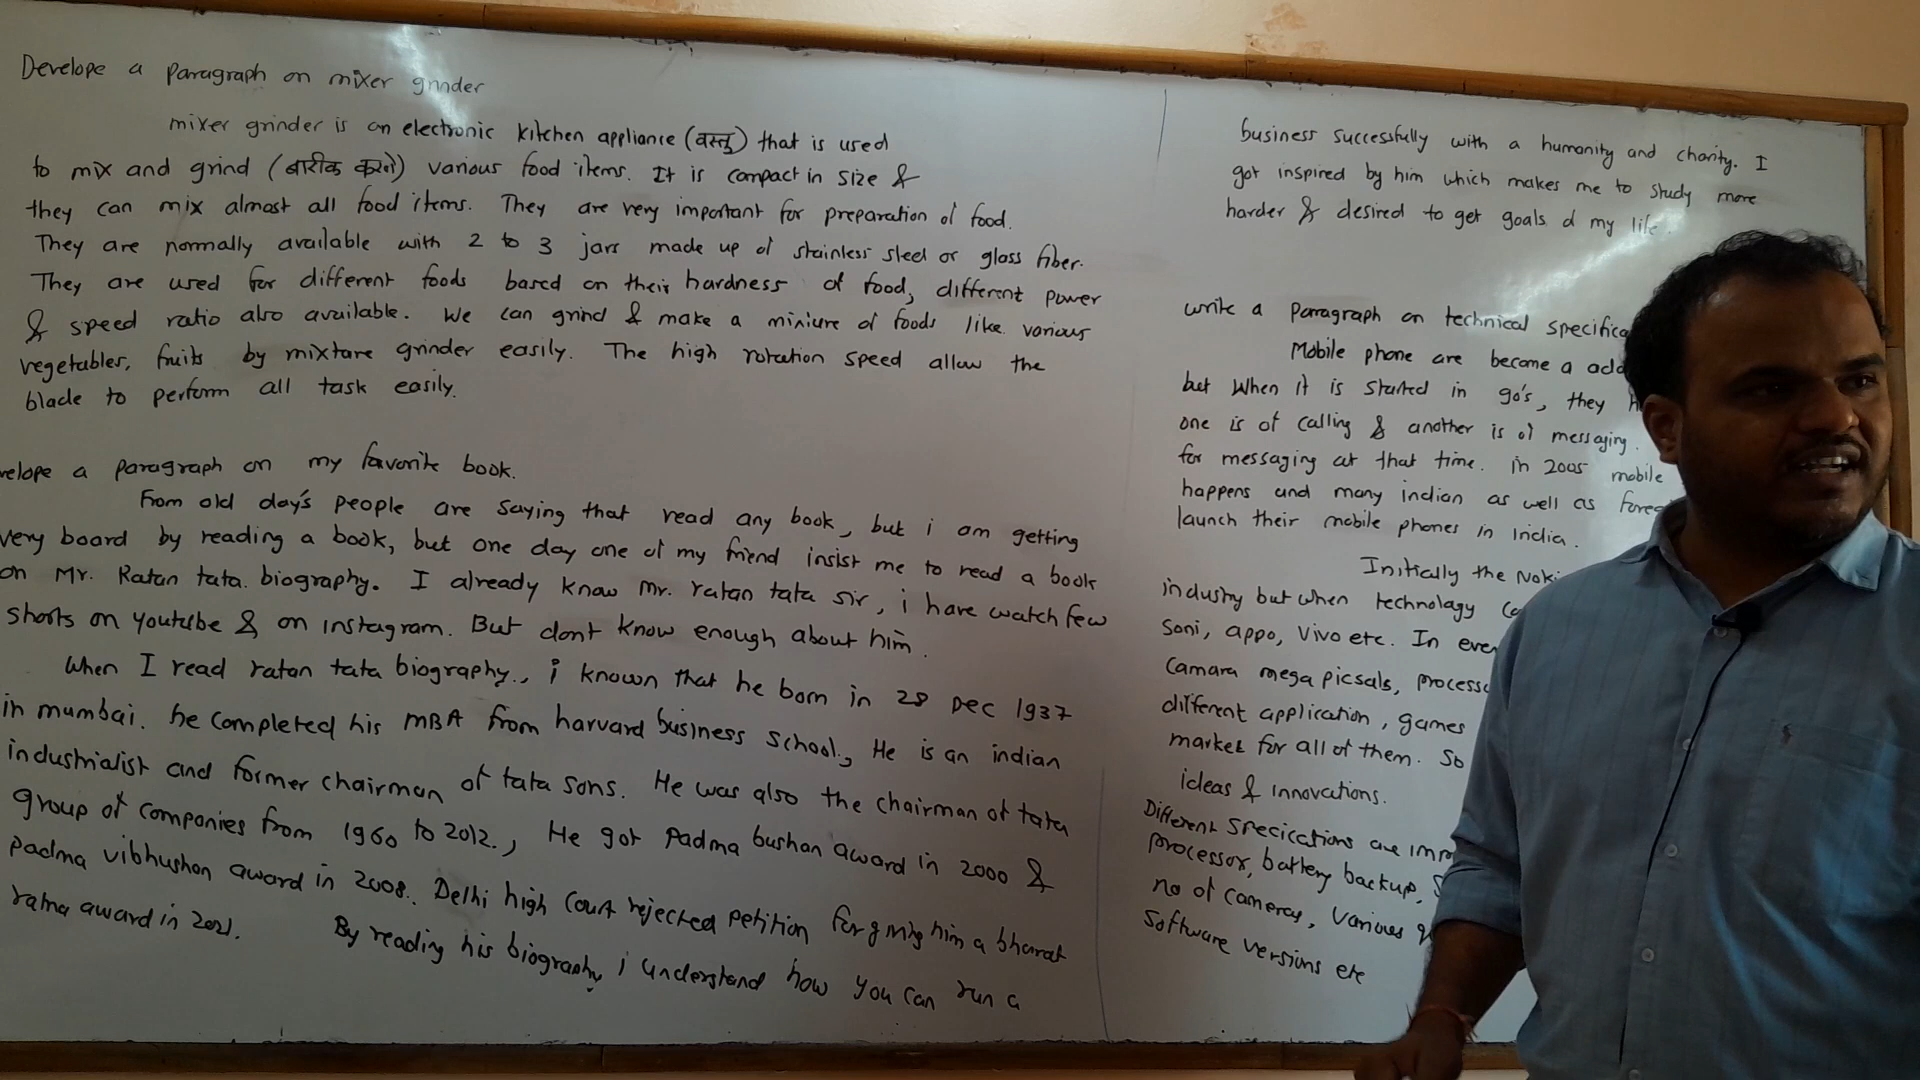 Develope a paragraph on mixer grinder
mixer grinder is an electronic kitchen appliance (वस्तू) that is used
to mix and grind (बारीक करणे) various food items. It is compact in size &
they can mix almost all food items. They are very important for preparation of food.
They are normally available with 2 to 3 jars made up of stainless steel or glass fiber.
They are used for different foods based on their hardness of food, different power
& speed ratio also available. We can grind & make a mixture of foods like various
vegetables, fruits by mixture grinder easily. The high rotation speed allow the
blade to perform all task easily.
velope a paragraph on my favorite book.
From old day's people are saying that read any book, but i am getting
very board by reading a book, but one day one of my friend insist me to read a book
on Mr. Ratan tata. biography. I already know Mr. ratan tata sir, i have watch few
shorts on youtube & on instagram. But dont know enough about him.
When I read ratan tata biography., i known that he born in 28 Dec 1937
in mumbai. he completed his MBA from harvard business school., He is an indian
industrialist and former chairman of tata sons. He was also the chairman of tata
group of companies from 1960 to 2012., He got Padma bushan award in 2000 &
padma vibhushan award in 2008.. Delhi high court rejected petition for him a bharat
ratna award in 2021.
By reading his biography i understand how you can run a
business successfully with a humanity and charity. I
got inspired by him which makes me to study more
harder & desired to get goals of my life.
write a paragraph on technical specifica
Mobile phone are become a add
but When it is started in 90's, they
one is of calling & another is of messaging.
for messaging at that time. in 2005 mobile
happens and many indian as well as fore
launch their mobile phones in India.
Initially the Noki
industry but when technology
Soni, appo, Vivo etc. In eve
Camara mega picsals, process
different application, games
market for all of them. So
ideas & innovations.
Different are imp
processor, battery backup,
no of cameras, various
Software versions etc